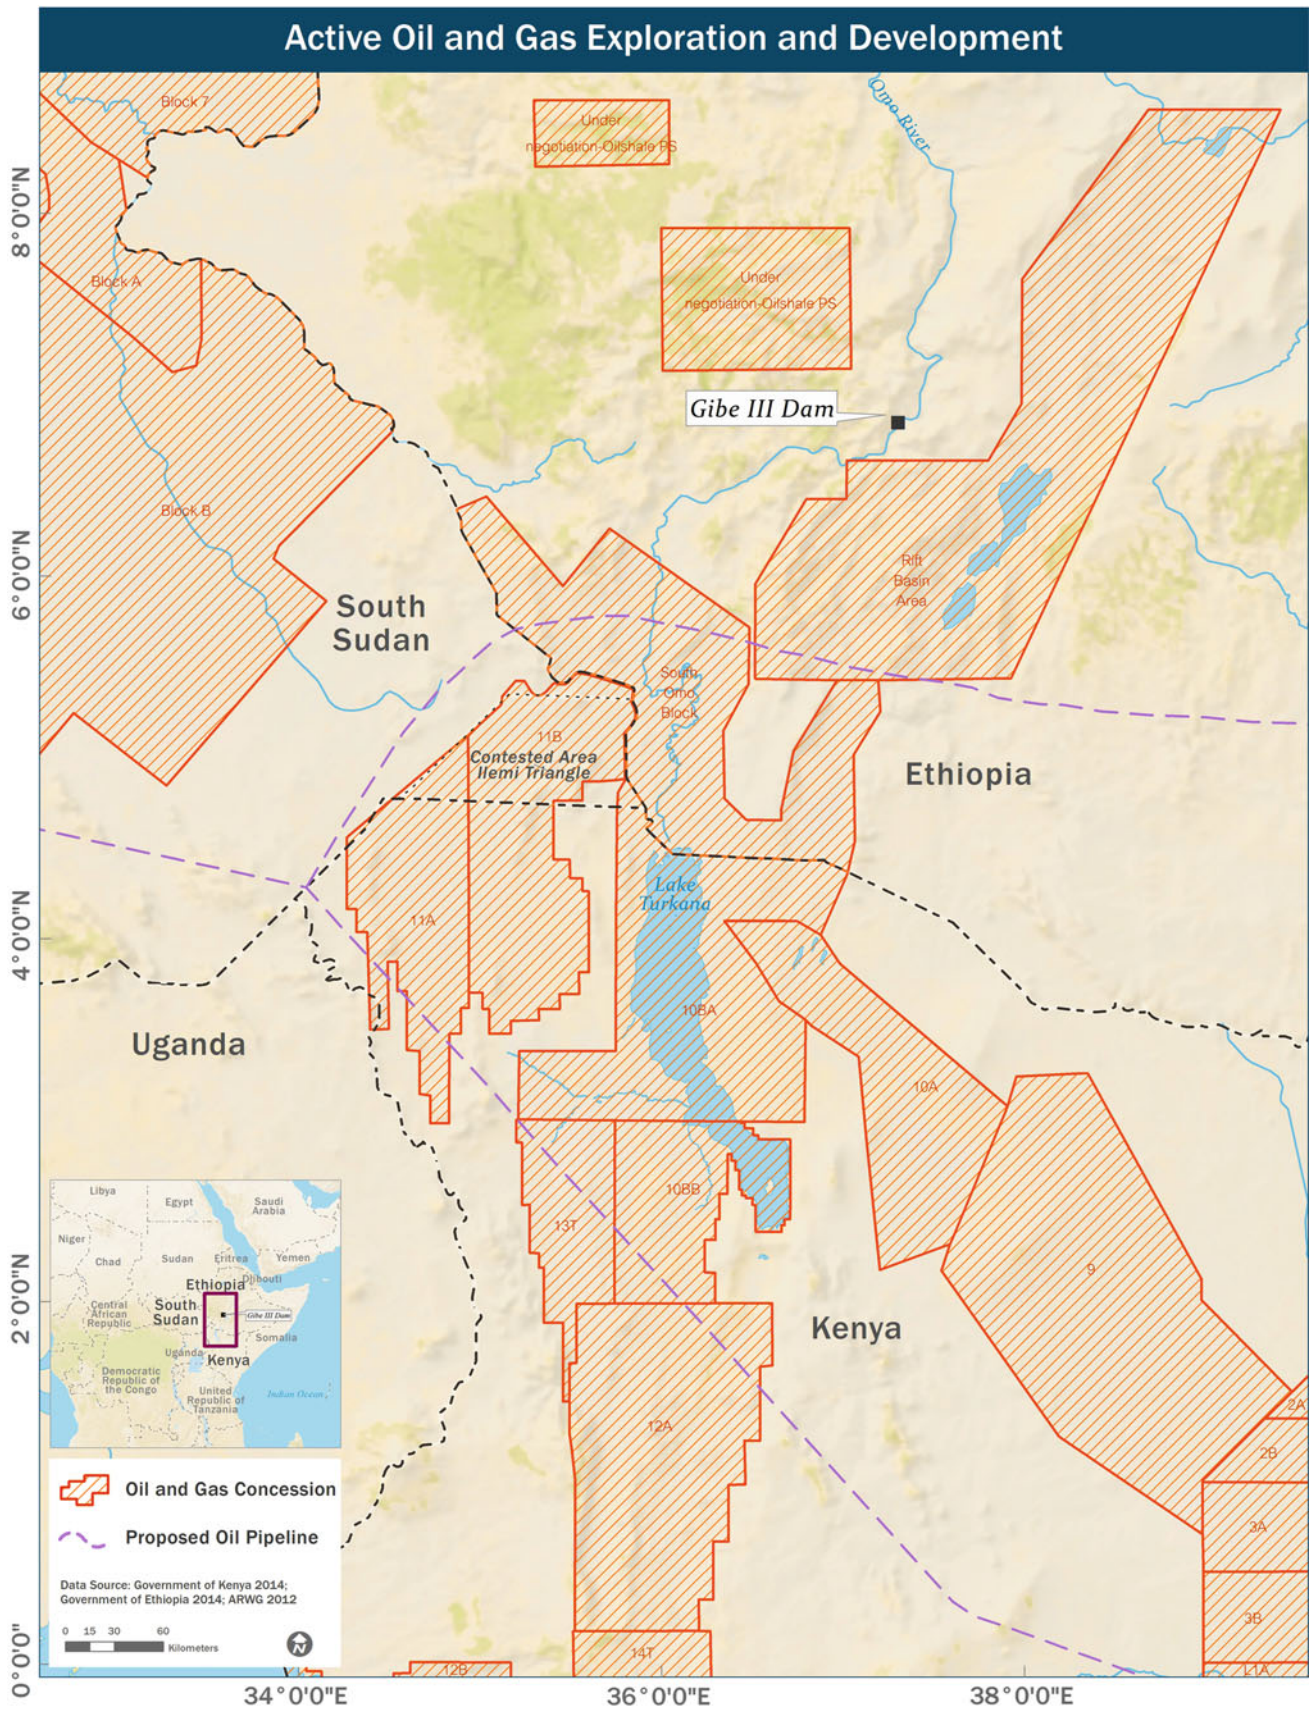 Active Oil and Gas Exploration and Development
Block 7
Under
negotiation-Oilshale PS
Omo River
8°0'0"N
Block A
Under
negotiation-Oilshale PS
Gibe III Dam
Block B
6°0'0"N
Rift
Basin
Area
South
Sudan
South
Omo
Block
11B
Contested Area
Ilemi Triangle
Ethiopia
Lake
Turkana
11A
4°0'0"N
10BA
Uganda
10A
10BB
13T
9
2°0'0"N
Kenya
12A
2A
2B
3A
3B
14T
12B
L1A
0°0'0"
34°0'0"E
36°0'0"E
38°0'0"E
Libya
Egypt
Saudi
Arabia
Niger
Chad
Sudan
Eritrea
Yemen
Djibouti
Ethiopia
Central
African
Republic
South
Sudan
Gibe III Dam
Somalia
Uganda
Kenya
Democratic
Republic of
the Congo
United
Republic of
Tanzania
Indian Ocean
Oil and Gas Concession
Proposed Oil Pipeline
Data Source: Government of Kenya 2014;
Government of Ethiopia 2014; ARWG 2012
0 15 30 60
Kilometers
N